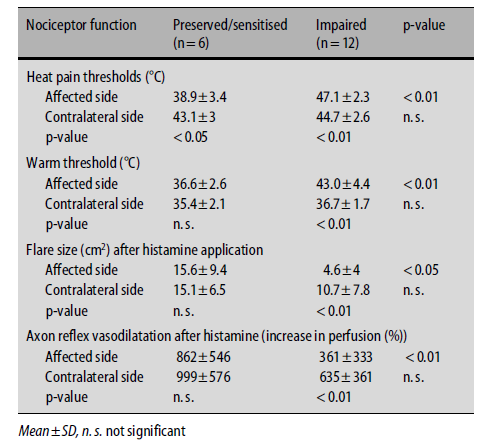 Nociceptor function Preserved/sensitised (n = 6) Impaired (n = 12) p-value
Heat pain thresholds (°C)
Affected side 38.9 ± 3.4 47.1 ± 2.3 < 0.01
Contralateral side 43.1 ± 3 44.7 ± 2.6 n. s.
p-value < 0.05 < 0.01
Warm threshold (°C)
Affected side 36.6 ± 2.6 43.0 ± 4.4 < 0.01
Contralateral side 35.4 ± 2.1 36.7 ± 1.7 n. s.
p-value n. s. < 0.01
Flare size (cm²) after histamine application
Affected side 15.6 ± 9.4 4.6 ± 4 < 0.05
Contralateral side 15.1 ± 6.5 10.7 ± 7.8 n. s.
p-value n. s. < 0.01
Axon reflex vasodilatation after histamine (increase in perfusion (%))
Affected side 862 ± 546 361 ± 333 < 0.01
Contralateral side 999 ± 576 635 ± 361 n. s.
p-value n. s. < 0.01
Mean ± SD, n. s. not significant